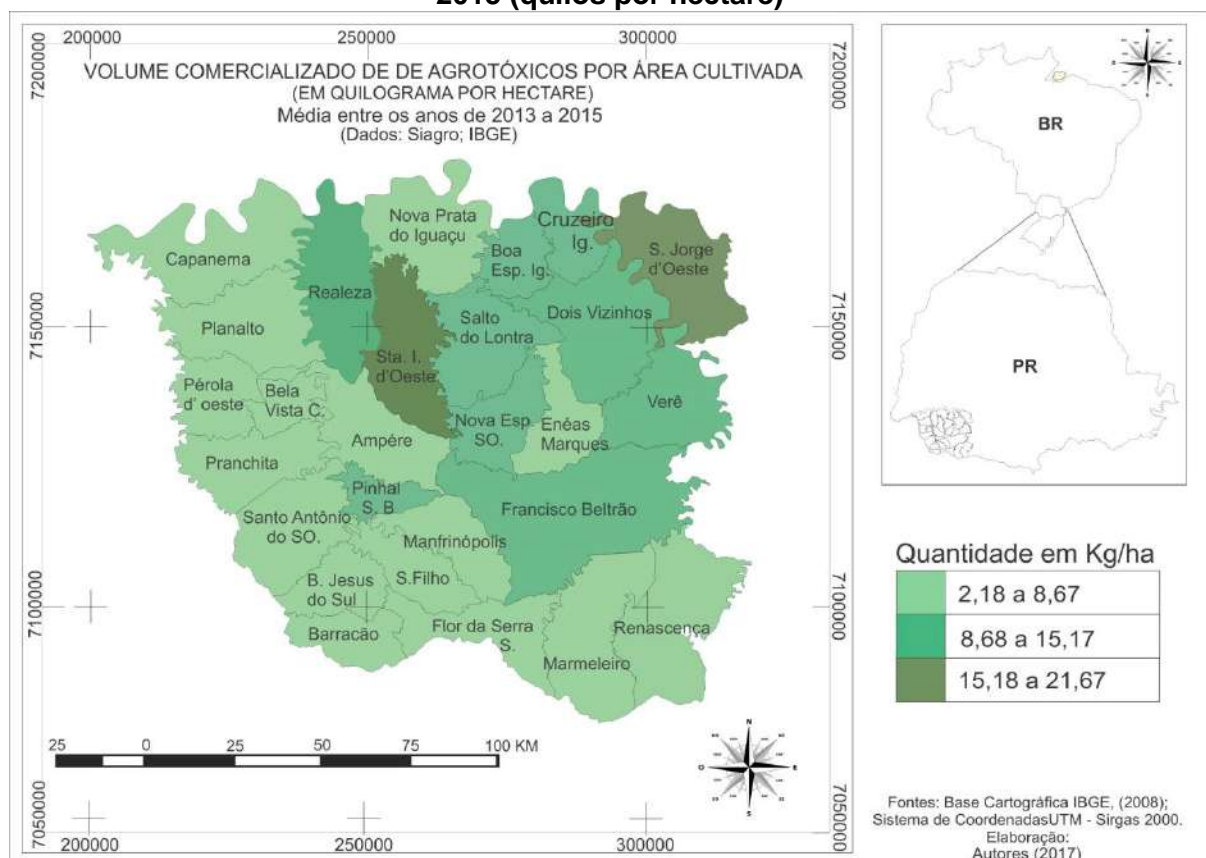 2015 (quilos por hectare)
200000 250000 300000
7200000 7200000
VOLUME COMERCIALIZADO DE DE AGROTÓXICOS POR ÁREA CULTIVADA
(EM QUILOGRAMA POR HECTARE)
Média entre os anos de 2013 a 2015
(Dados: Siagro; IBGE)
Nova Prata
do Iguaçu
Cruzeiro
Ig.
Boa
Esp. Ig.
S. Jorge
d'Oeste
Capanema
Realeza
7150000 7150000
Planalto
Salto
do Lontra
Dois Vizinhos
Sta. I.
d'Oeste
Pérola
d' oeste
Bela
Vista C.
Verê
Ampére
Nova Esp.
SO.
Enéas
Marques
Pranchita
Pinhal
S. B
Francisco Beltrão
Santo Antônio
do SO.
Manfrinópolis
B. Jesus
do Sul
S.Filho
7100000 7100000
Barracão
Flor da Serra
S.
Renascença
Marmeleiro
25 0 25 50 75 100 KM
N
O E
S
7050000 7050000
200000 250000 300000
BR
PR
Quantidade em Kg/ha
2,18 a 8,67
8,68 a 15,17
15,18 a 21,67
Fontes: Base Cartográfica IBGE, (2008);
Sistema de CoordenadasUTM - Sirgas 2000.
Elaboração:
Autores (2017)